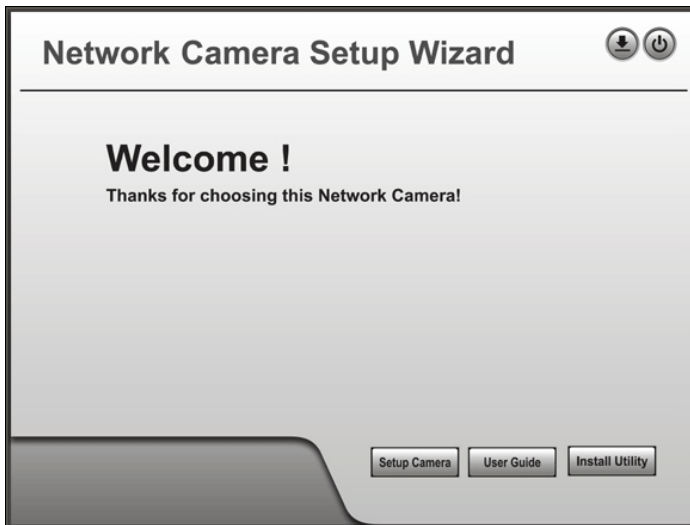 Network Camera Setup Wizard
Welcome !
Thanks for choosing this Network Camera!
Setup Camera
User Guide
Install Utility